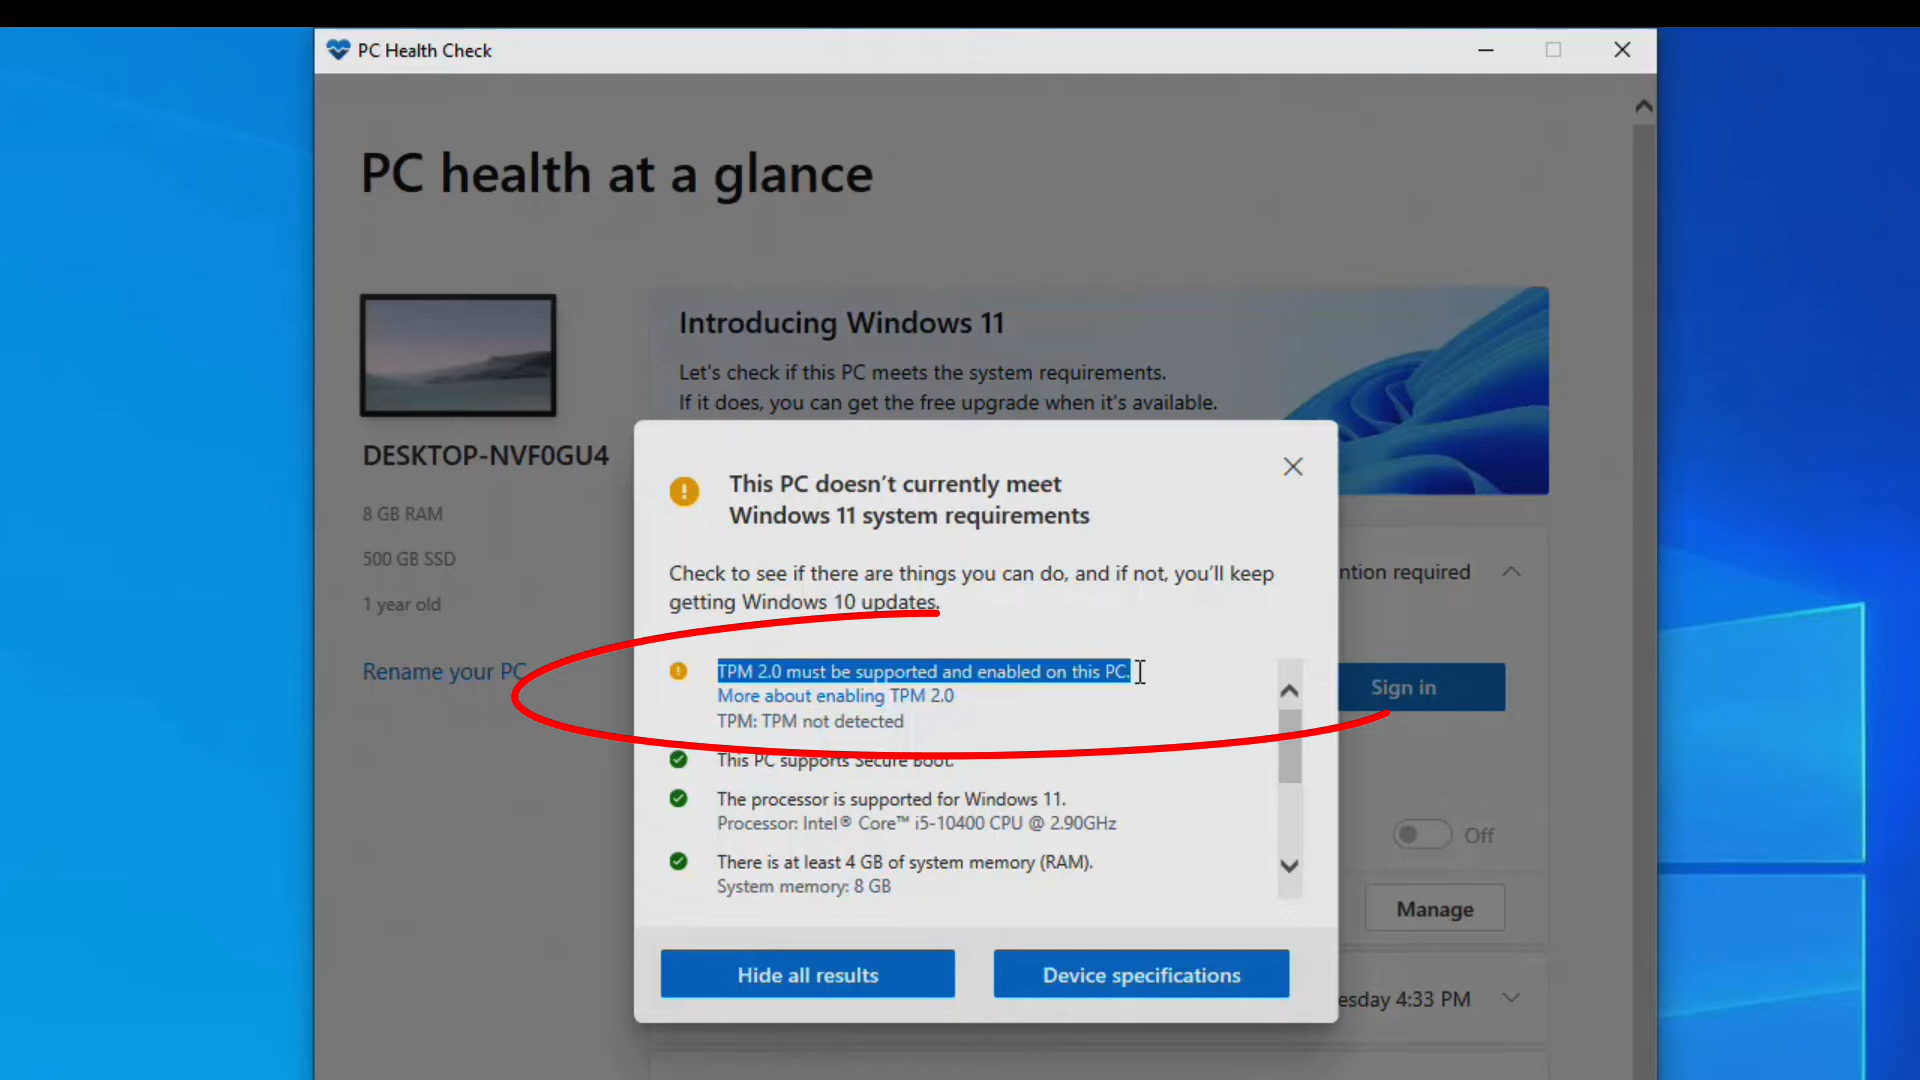 PC Health Check
PC health at a glance
Introducing Windows 11
Let's check if this PC meets the system requirements.
If it does, you can get the free upgrade when it's available.
DESKTOP-NVF0GU4
8 GB RAM
500 GB SSD
1 year old
Rename your PC
This PC doesn't currently meet
Windows 11 system requirements
Check to see if there are things you can do, and if not, you'll keep
getting Windows 10 updates.
TPM 2.0 must be supported and enabled on this PC.
More about enabling TPM 2.0
TPM: TPM not detected
This PC supports Secure Boot.
The processor is supported for Windows 11.
Processor: Intel® Core™ i5-10400 CPU @ 2.90GHz
There is at least 4 GB of system memory (RAM).
System memory: 8 GB
Hide all results
Device specifications
ntion required
Sign in
Off
Manage
esday 4:33 PM